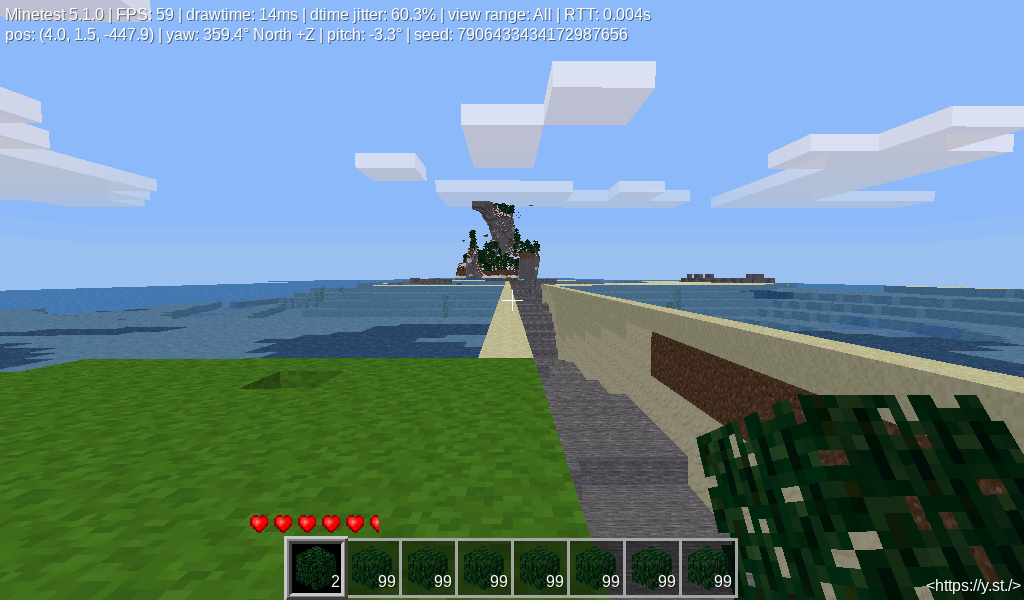 Minetest 5.1.0 | FPS: 59 | drawtime: 14ms | dtime jitter: 60.3% | view range: All | RTT: 0.004s
pos: (4.0, 1.5, -447.9) | yaw: 359.4° North +Z | pitch: -3.3° | seed: 7906433434172987656
2 99 99 99 99 99 99 99
<https://y.st./>